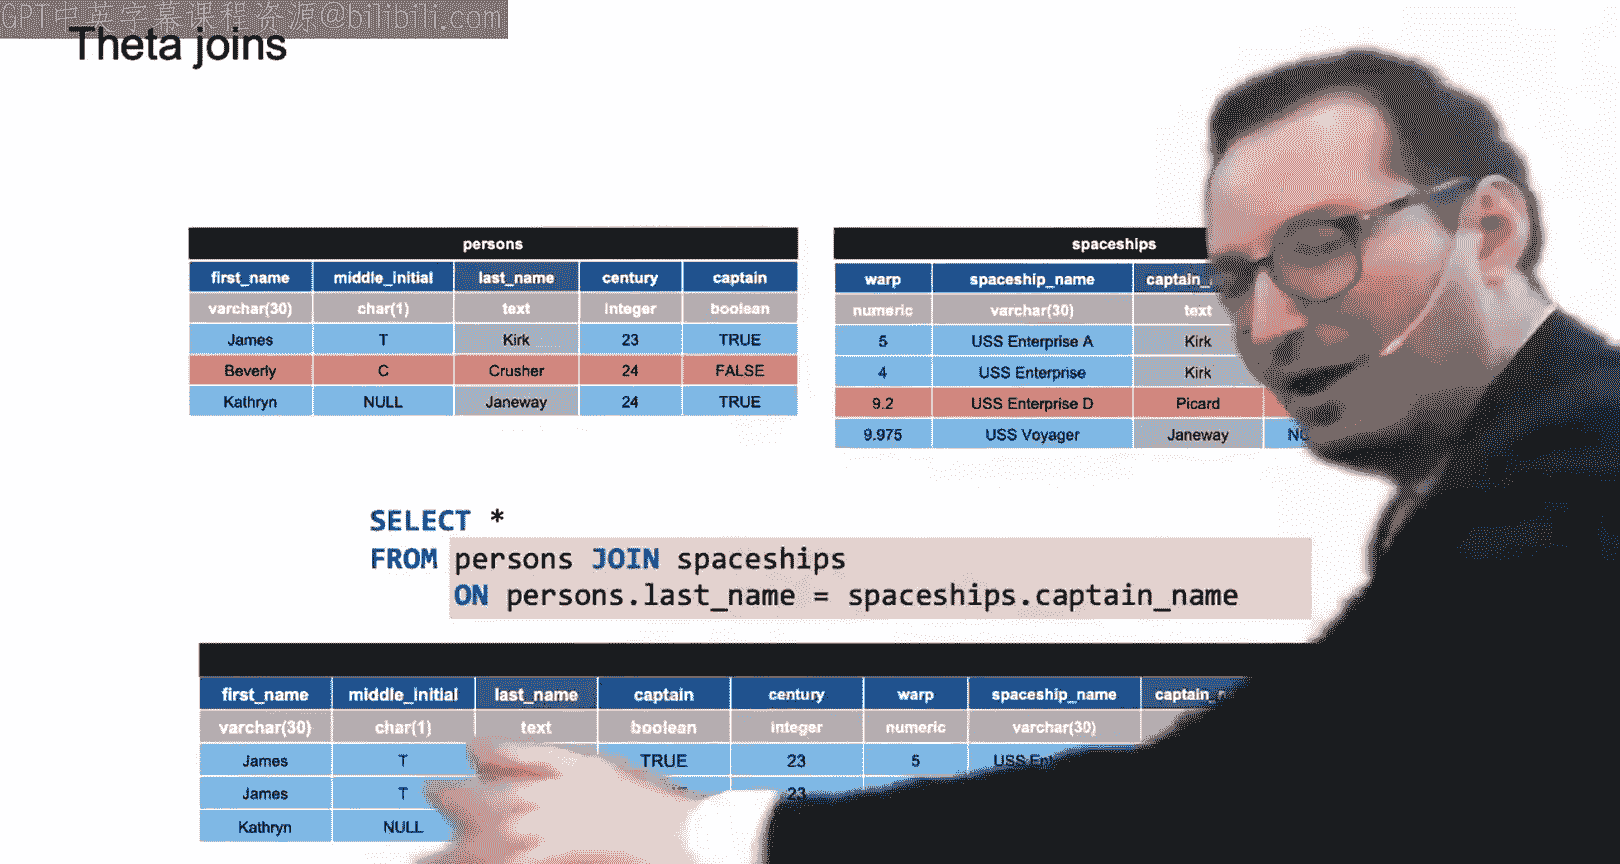 GPT中英字幕课程资源@bilibili.com
Theta joins
persons
first_name middle_initial last_name century captain
varchar(30) char(1) text integer boolean
James T Kirk 23 TRUE
Beverly C Crusher 24 FALSE
Kathryn NULL Janeway 24 TRUE
spaceships
warp spaceship_name
numeric varchar(30) text
5 USS Enterprise A Kirk
4 USS Enterprise Kirk
9.2 USS Enterprise D Picard
9.975 USS Voyager Janeway
SELECT *
FROM persons JOIN spaceships
ON persons.last_name = spaceships.captain_name
first_name middle_initial last_name captain century warp spaceship_name
varchar(30) char(1) text boolean integer numeric varchar(30)
James T TRUE 23 5 USS
James T 23
Kathryn NULL